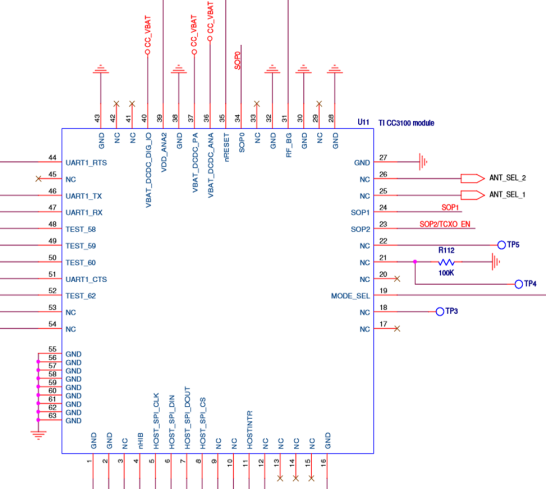 CC_VBAT
CC_VBAT
CC_VBAT
SOP0
43 42 41 40 39 38 37 36 35 34 33 32 31 30 29 28
U11 TI CC3100 module
GND
NC
NC
VBAT_DCDC_DIG_IO
VDD_ANA2
GND
VBAT_DCDC_PA
VBAT_DCDC_ANA
nRESET
SOP0
NC
GND
RF_BG
GND
NC
GND
44 UART1_RTS
45 NC
46 UART1_TX
47 UART1_RX
48 TEST_58
49 TEST_59
50 TEST_60
51 UART1_CTS
52 TEST_62
53 NC
54 NC
55 GND
56 GND
57 GND
58 GND
59 GND
60 GND
61 GND
62 GND
63 GND
GND 27
NC 26 ANT_SEL_2
NC 25 ANT_SEL_1
SOP1 24 SOP1
SOP2 23 SOP2/TCXO_EN
NC 22 TP5
NC 21 R112
100K
NC 20 TP4
MODE_SEL 19
NC 18 TP3
NC 17
GND
GND
NC
nHIB
HOST_SPI_CLK
HOST_SPI_DIN
HOST_SPI_DOUT
HOST_SPI_CS
NC
NC
HOSTINTR
NC
NC
NC
NC
GND
1 2 3 4 5 6 7 8 9 10 11 12 13 14 15 16